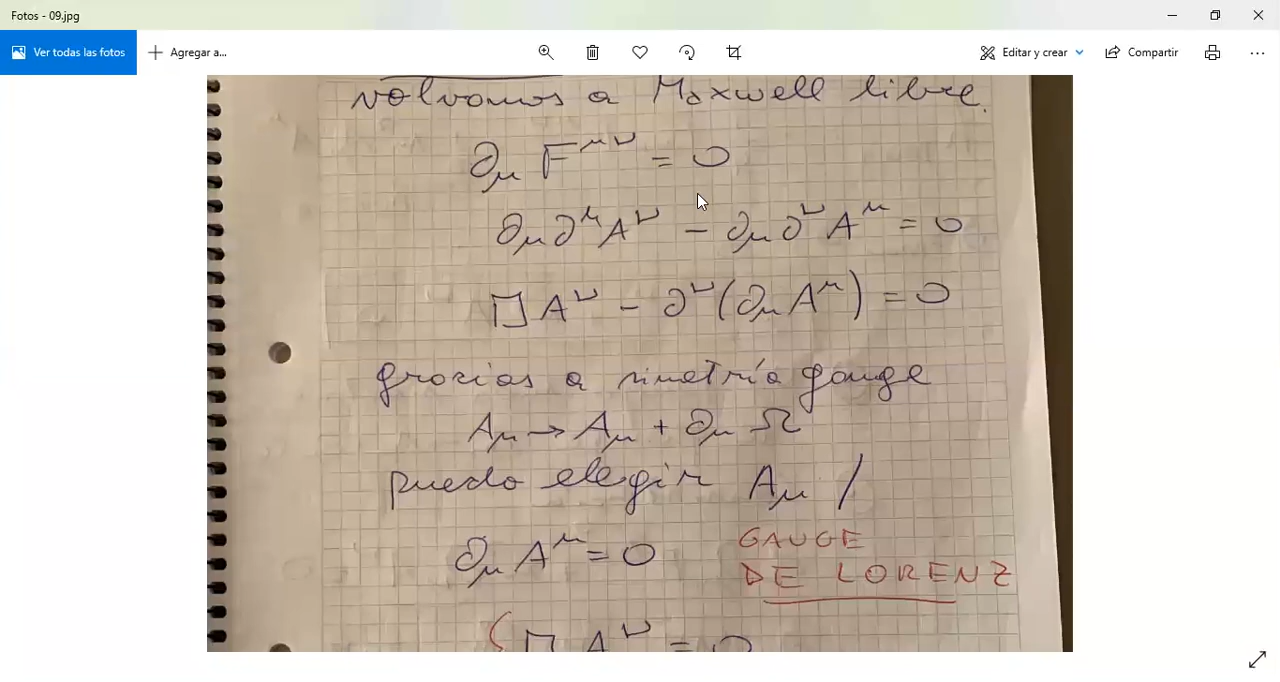 Fotos - 09.jpg
Ver todas las fotos
Agregar a...
Editar y crear
Compartir
volvamos a Maxwell libre.
∂_μ F^{μν} = 0
∂_μ ∂^μ A^ν - ∂_μ ∂^ν A^μ = 0
□ A^ν - ∂^ν (∂_μ A^μ) = 0
gracias a simetría gauge
A_μ → A_μ + ∂_μ Ω
puedo elegir A_μ /
∂_μ A^μ = 0 GAUGE
DE LORENZ
□ A^ν = 0